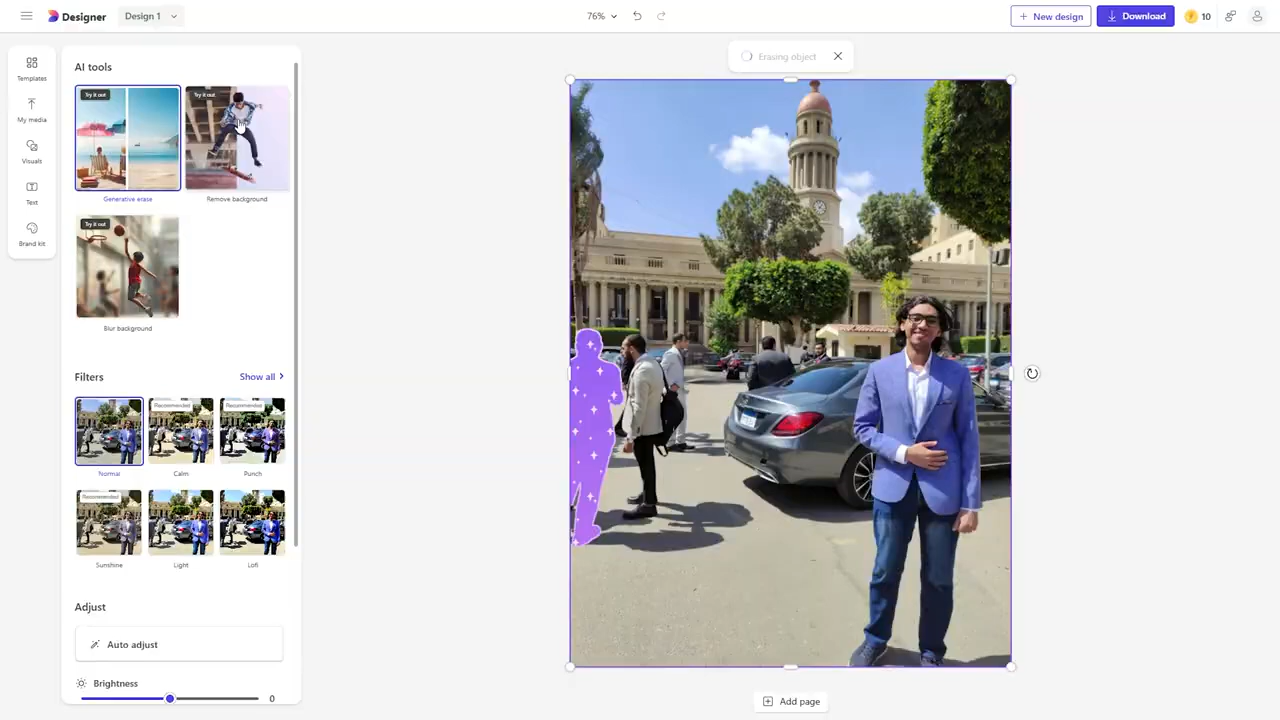 Designer
Design 1
76%
New design
Download
10
Templates
My media
Visuals
Text
Brand kit
AI tools
Try it out
Try it out
Generative erase
Remove background
Try it out
Blur background
Filters
Show all
Recommended
Recommended
Normal
Calm
Punch
Recommended
Sunshine
Light
Lofi
Adjust
Auto adjust
Brightness
0
Erasing object
Add page